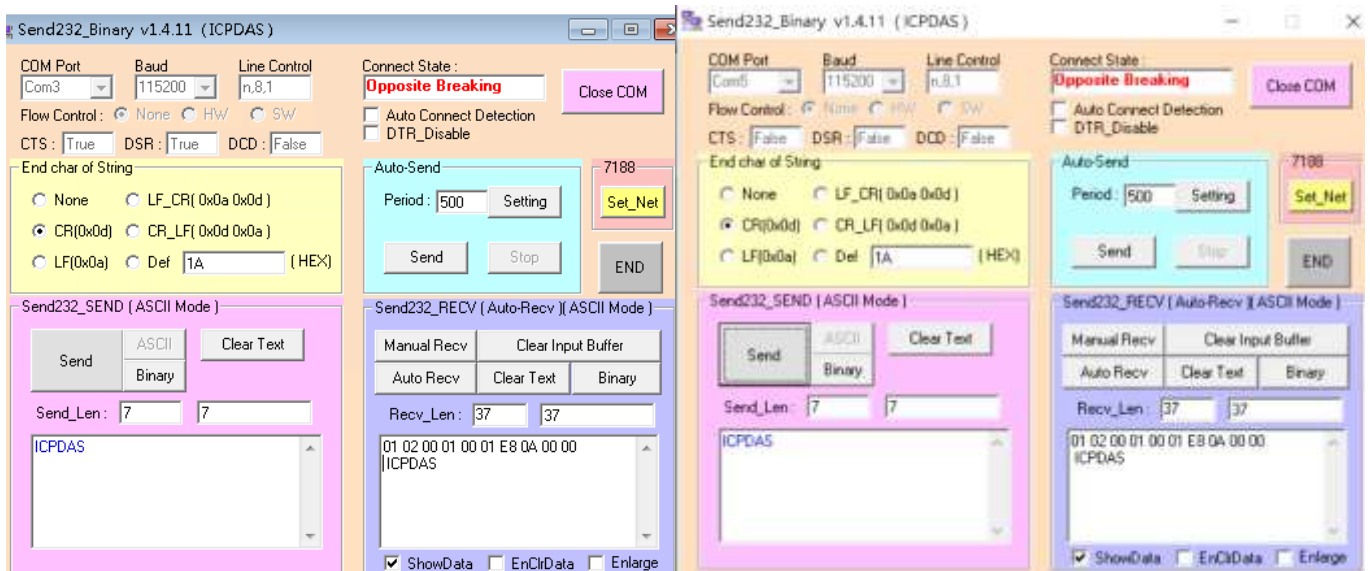 Send232_Binary v1.4.11 (ICPDAS)
COM Port Baud Line Control Connect State :
Com3 115200 n,8,1 Opposite Breaking Close COM
Flow Control : None HW SW Auto Connect Detection
DTR_Disable
CTS : True DSR : True DCD : False
End char of String Auto-Send 7188
None LF_CR( 0x0a 0x0d ) Period : 500 Setting Set_Net
CR(0x0d) CR_LF( 0x0d 0x0a )
LF(0x0a) Def 1A (HEX) Send Stop END
Send232_SEND ( ASCII Mode ) Send232_RECV ( Auto-Recv )( ASCII Mode )
Send ASCII Clear Text Manual Recv Clear Input Buffer
Binary Auto Recv Clear Text Binary
Send_Len : 7 7 Recv_Len : 37 37
ICPDAS 01 02 00 01 00 01 E8 0A 00 00
ICPDAS
ShowData EnClrData Enlarge
Send232_Binary v1.4.11 (ICPDAS)
COM Port Baud Line Control Connect State :
Com5 115200 n,8,1 Opposite Breaking Close COM
Flow Control : None HW SW Auto Connect Detection
DTR_Disable
CTS : False DSR : False DCD : False
End char of String Auto-Send 7188
None LF_CR( 0x0a 0x0d ) Period : 500 Setting Set_Net
CR(0x0d) CR_LF( 0x0d 0x0a )
LF(0x0a) Def 1A (HEX) Send Stop END
Send232_SEND ( ASCII Mode ) Send232_RECV ( Auto-Recv )( ASCII Mode )
Send ASCII Clear Text Manual Recv Clear Input Buffer
Binary Auto Recv Clear Text Binary
Send_Len : 7 7 Recv_Len : 37 37
ICPDAS 01 02 00 01 00 01 E8 0A 00 00
ICPDAS
ShowData EnClrData Enlarge